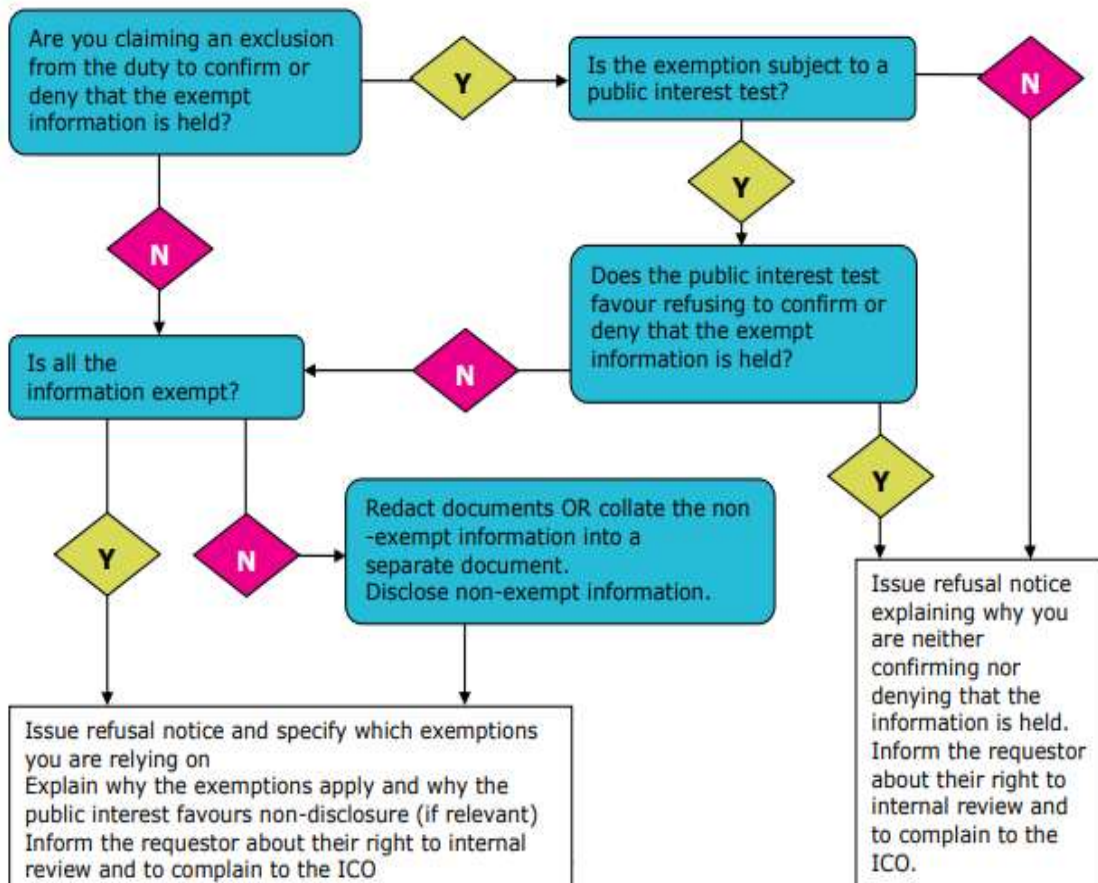 Are you claiming an exclusion
from the duty to confirm or
deny that the exempt
information is held?
Y
Is the exemption subject to a
public interest test?
N
Y
N
Does the public interest test
favour refusing to confirm or
deny that the exempt
information is held?
N
Is all the
information exempt?
Y
Y
N
Redact documents OR collate the non
-exempt information into a
separate document.
Disclose non-exempt information.
Issue refusal notice
explaining why you
are neither
confirming nor
denying that the
information is held.
Inform the requestor
about their right to
internal review and
to complain to the
ICO.
Issue refusal notice and specify which exemptions
you are relying on
Explain why the exemptions apply and why the
public interest favours non-disclosure (if relevant)
Inform the requestor about their right to internal
review and to complain to the ICO